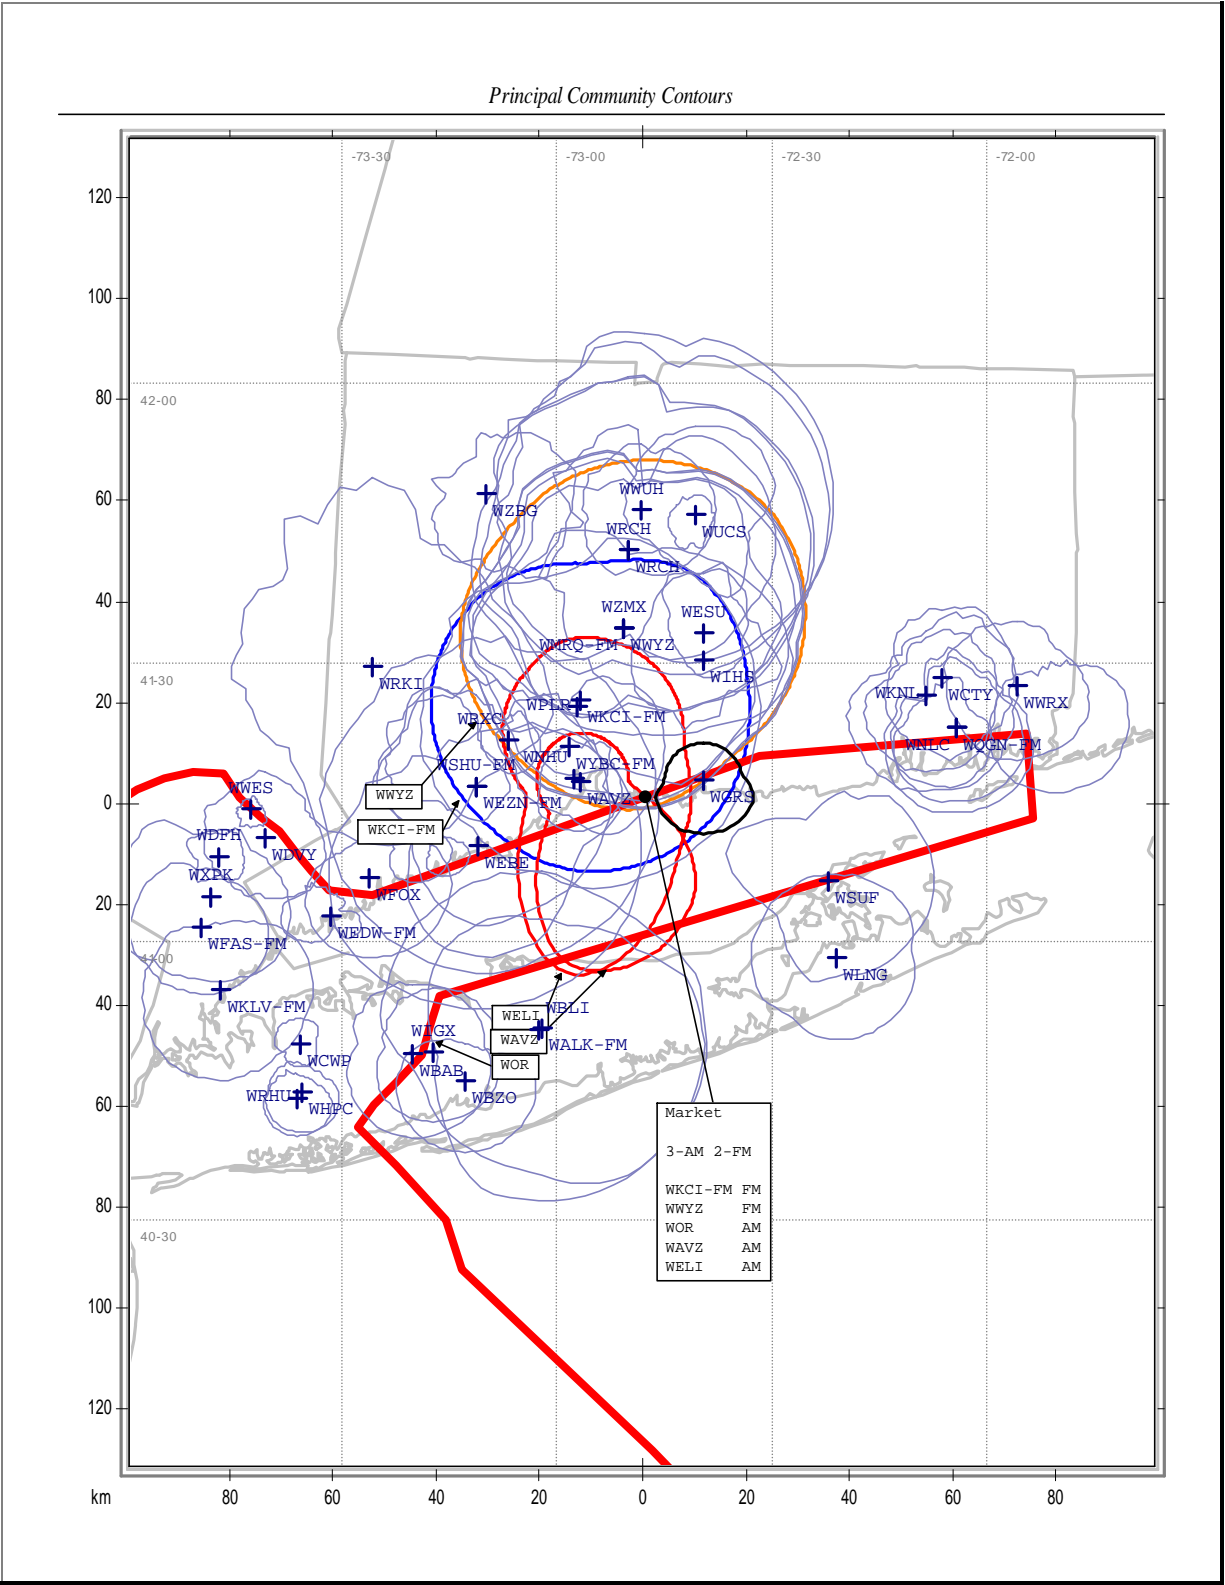 Principal Community Contours
-73-30
-73-00
-72-30
-72-00
120
100
80
42-00
60
WWUH
WZBG
WRCH
WUCS
WRCH
40
WZMX
WESU
WMRQ-FM WWYZ
41-30
WRKI
WIHS
20
WPLR
WKCI-FM
WKNL
WCTY
WWRX
WRXC
WNLC
WQGN-FM
WNHU
WSHU-FM
WYBC-FM
WWES
WWYZ
WEZN-FM
WAVZ
WGRS
0
WKCI-FM
WDFH
WDVY
WEBE
WXPK
WFOX
WSUF
20
WEDW-FM
WFAS-FM
41-00
WLNG
40
WKLV-FM
WELI
WBLI
WIGX
WAVZ
WALK-FM
WCWP
WBAB
WOR
WRHU
WHPC
WBZO
60
Market
3-AM 2-FM
WKCI-FM FM
WWYZ FM
WOR AM
WAVZ AM
WELI AM
80
40-30
100
120
km
80
60
40
20
0
20
40
60
80